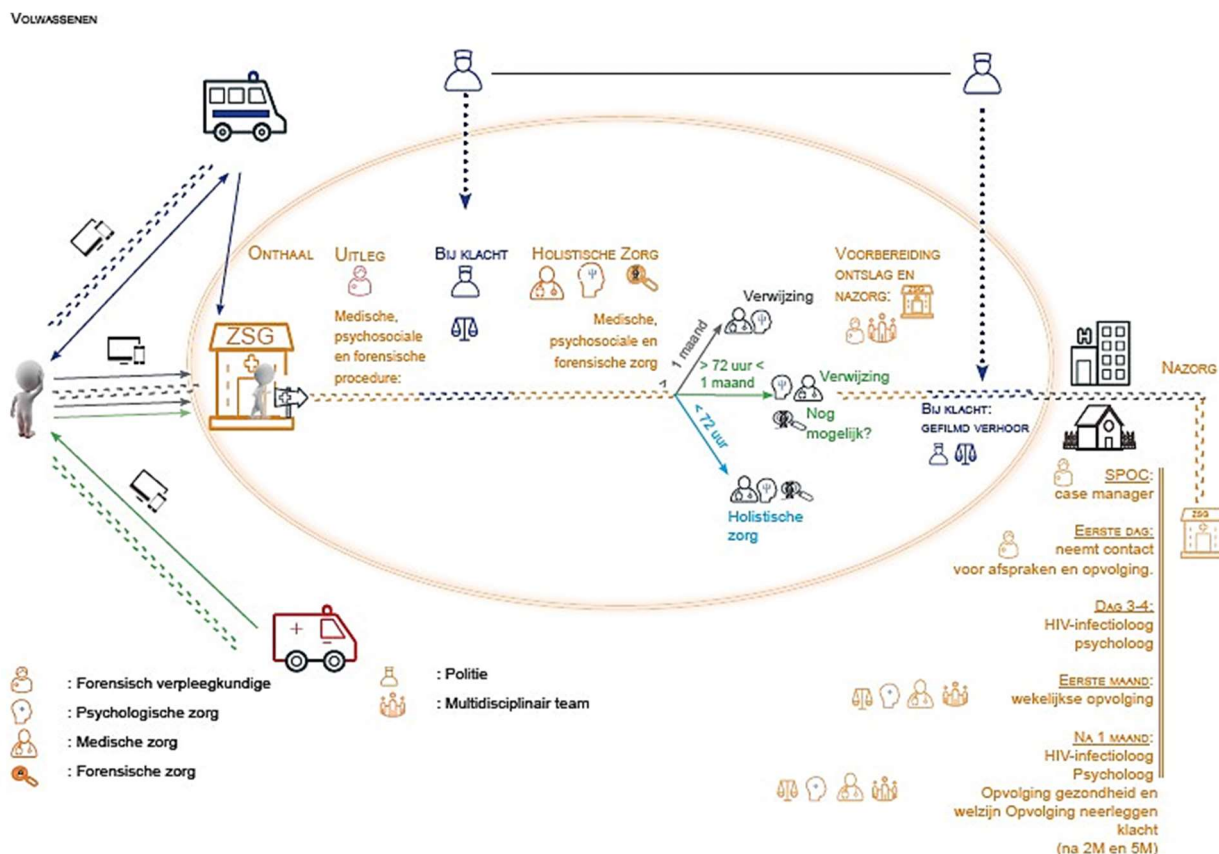 VOLWASSENEN
ONTHAAL
UITLEG
Medische,
psychosociale
en forensische
procedure:
BIJ KLACHT
HOLISTISCHE ZORG
Medische,
psychosociale en
forensische zorg
VOORBEREIDING
ONTSLAG EN
NAZORG:
ZSG
ZSG
> 1 maand
Verwijzing
> 72 uur <
1 maand
Verwijzing
Nog
mogelijk?
< 72 uur
Holistische
zorg
BIJ KLACHT:
GEFILMD VERHOOR
H
NAZORG
ZSG
SPOC:
case manager
EERSTE DAG:
neemt contact
voor afspraken en opvolging.
DAG 3-4:
HIV-infectioloog
psycholoog
EERSTE MAAND:
wekelijkse opvolging
NA 1 MAAND:
HIV-infectioloog
Psycholoog
Opvolging gezondheid en
welzijn Opvolging neerleggen
klacht
(na 2M en 5M)
: Forensisch verpleegkundige
: Psychologische zorg
: Medische zorg
: Forensische zorg
: Politie
: Multidisciplinair team